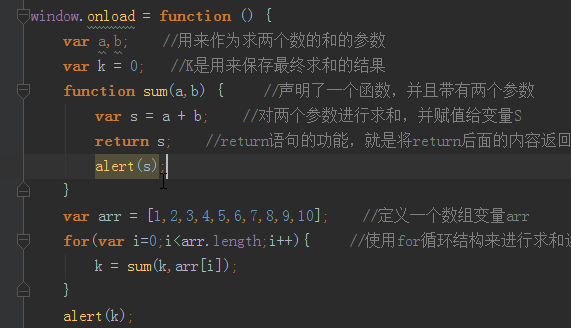 window.onload = function () {
var a,b;    //用来作为求两个数的和的参数
var k = 0;   //K是用来保存最终求和的结果
function sum(a,b) {    //声明了一个函数，并且带有两个参数
var s = a + b;    //对两个参数进行求和，并赋值给变量S
return s;    //return语句的功能，就是将return后面的内容返回
alert(s);
}
var arr = [1,2,3,4,5,6,7,8,9,10];    //定义一个数组变量arr
for(var i=0;i<arr.length;i++){    //使用for循环结构来进行求和运
k = sum(k,arr[i]);
}
alert(k);